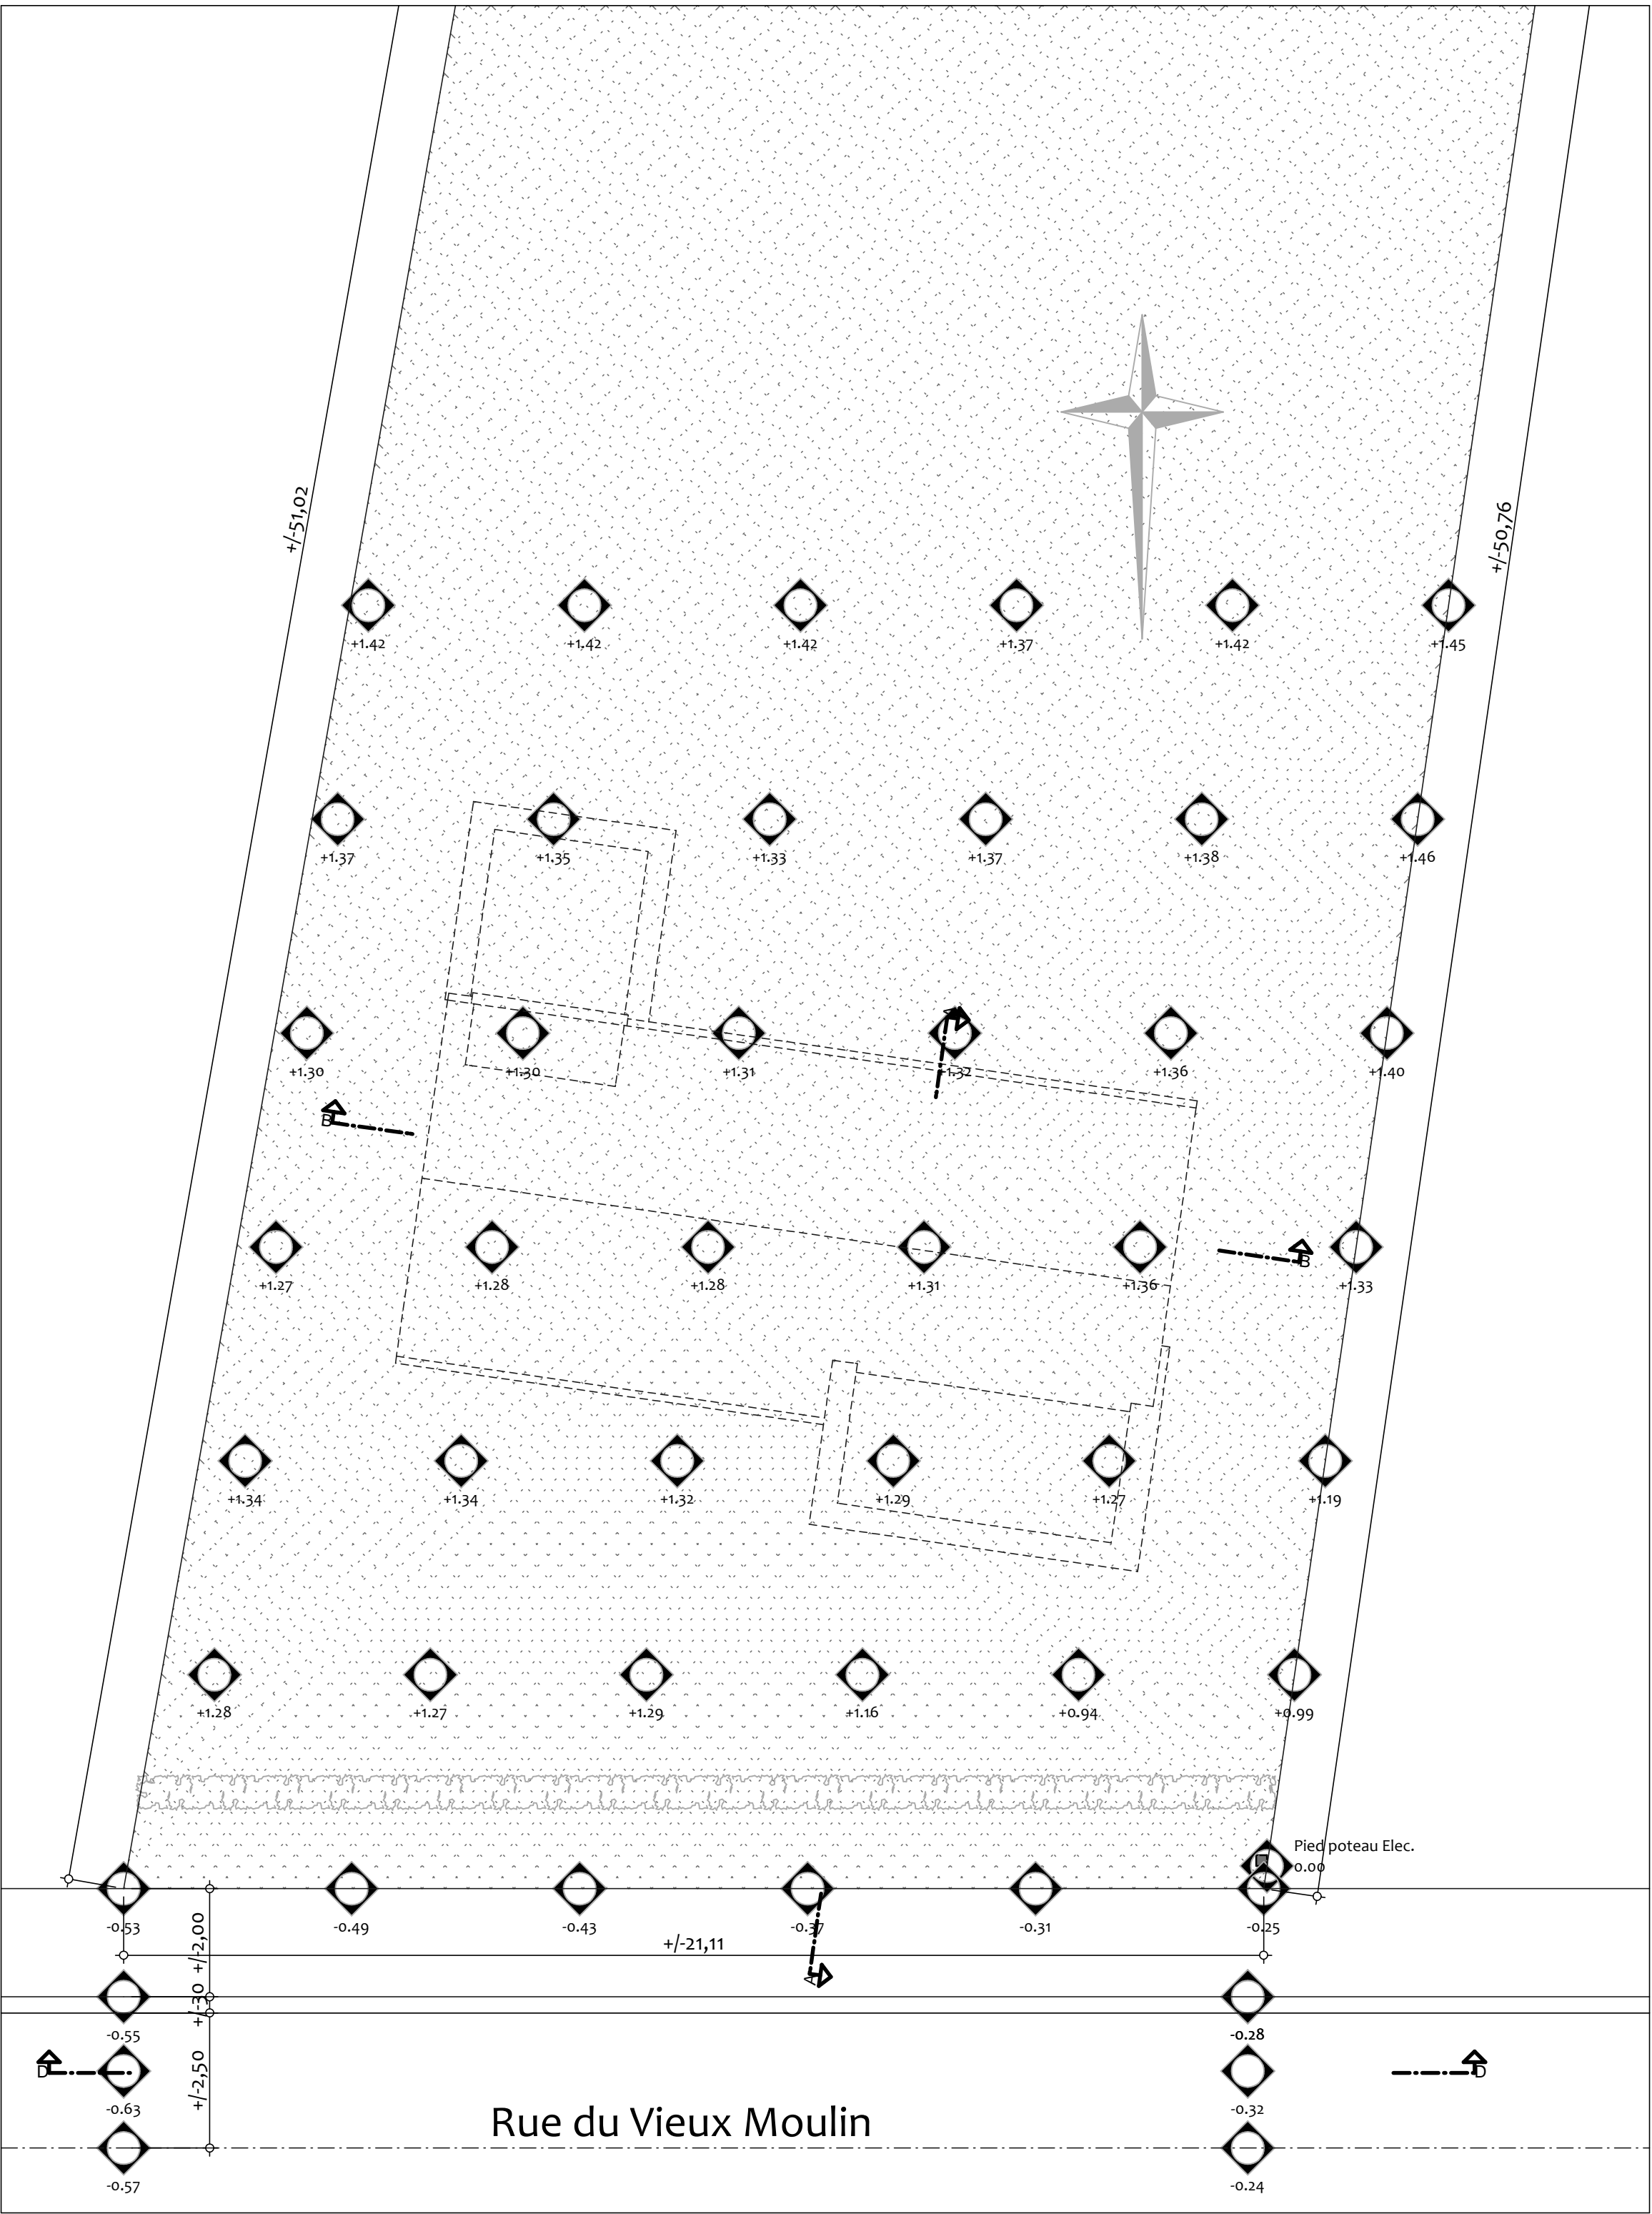 +/-51,02
+/-50,76
+1.42 +1.42 +1.42 +1.37 +1.42 +1.45
+1.37 +1.35 +1.33 +1.37 +1.38 +1.46
A
+1.30 +1.30 +1.31 +1.32 +1.36 +1.40
B
B
+1.27 +1.28 +1.28 +1.31 +1.36 +1.33
+1.34 +1.34 +1.32 +1.29 +1.27 +1.19
+1.28 +1.27 +1.29 +1.16 +0.94 +0.99
Pied poteau Elec.
0.00
-0.53 -0.49 -0.43 -0.37 -0.31 -0.25
+/-2,00
+/-21,11
A
+/-30
-0.55 -0.28
D D
+/-2,50
-0.63 -0.32
Rue du Vieux Moulin
-0.57 -0.24